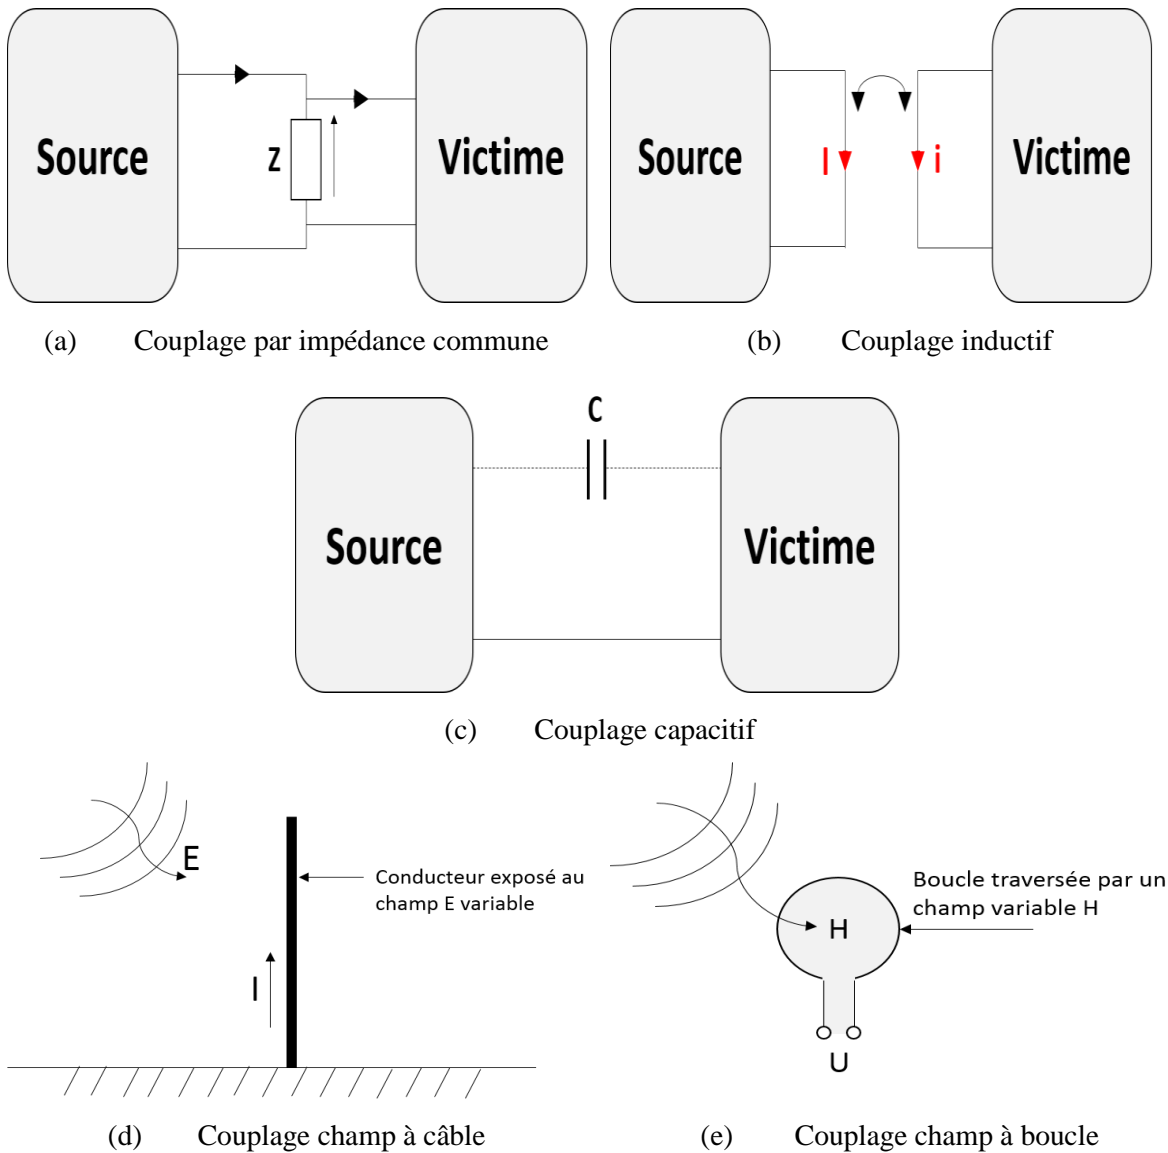 Source
Z
Victime
Source
I
i
Victime
(a) Couplage par impédance commune
(b) Couplage inductif
C
Source
Victime
(c) Couplage capacitif
E
Conducteur exposé au
champ E variable
I
H
Boucle traversée par un
champ variable H
U
(d) Couplage champ à câble
(e) Couplage champ à boucle